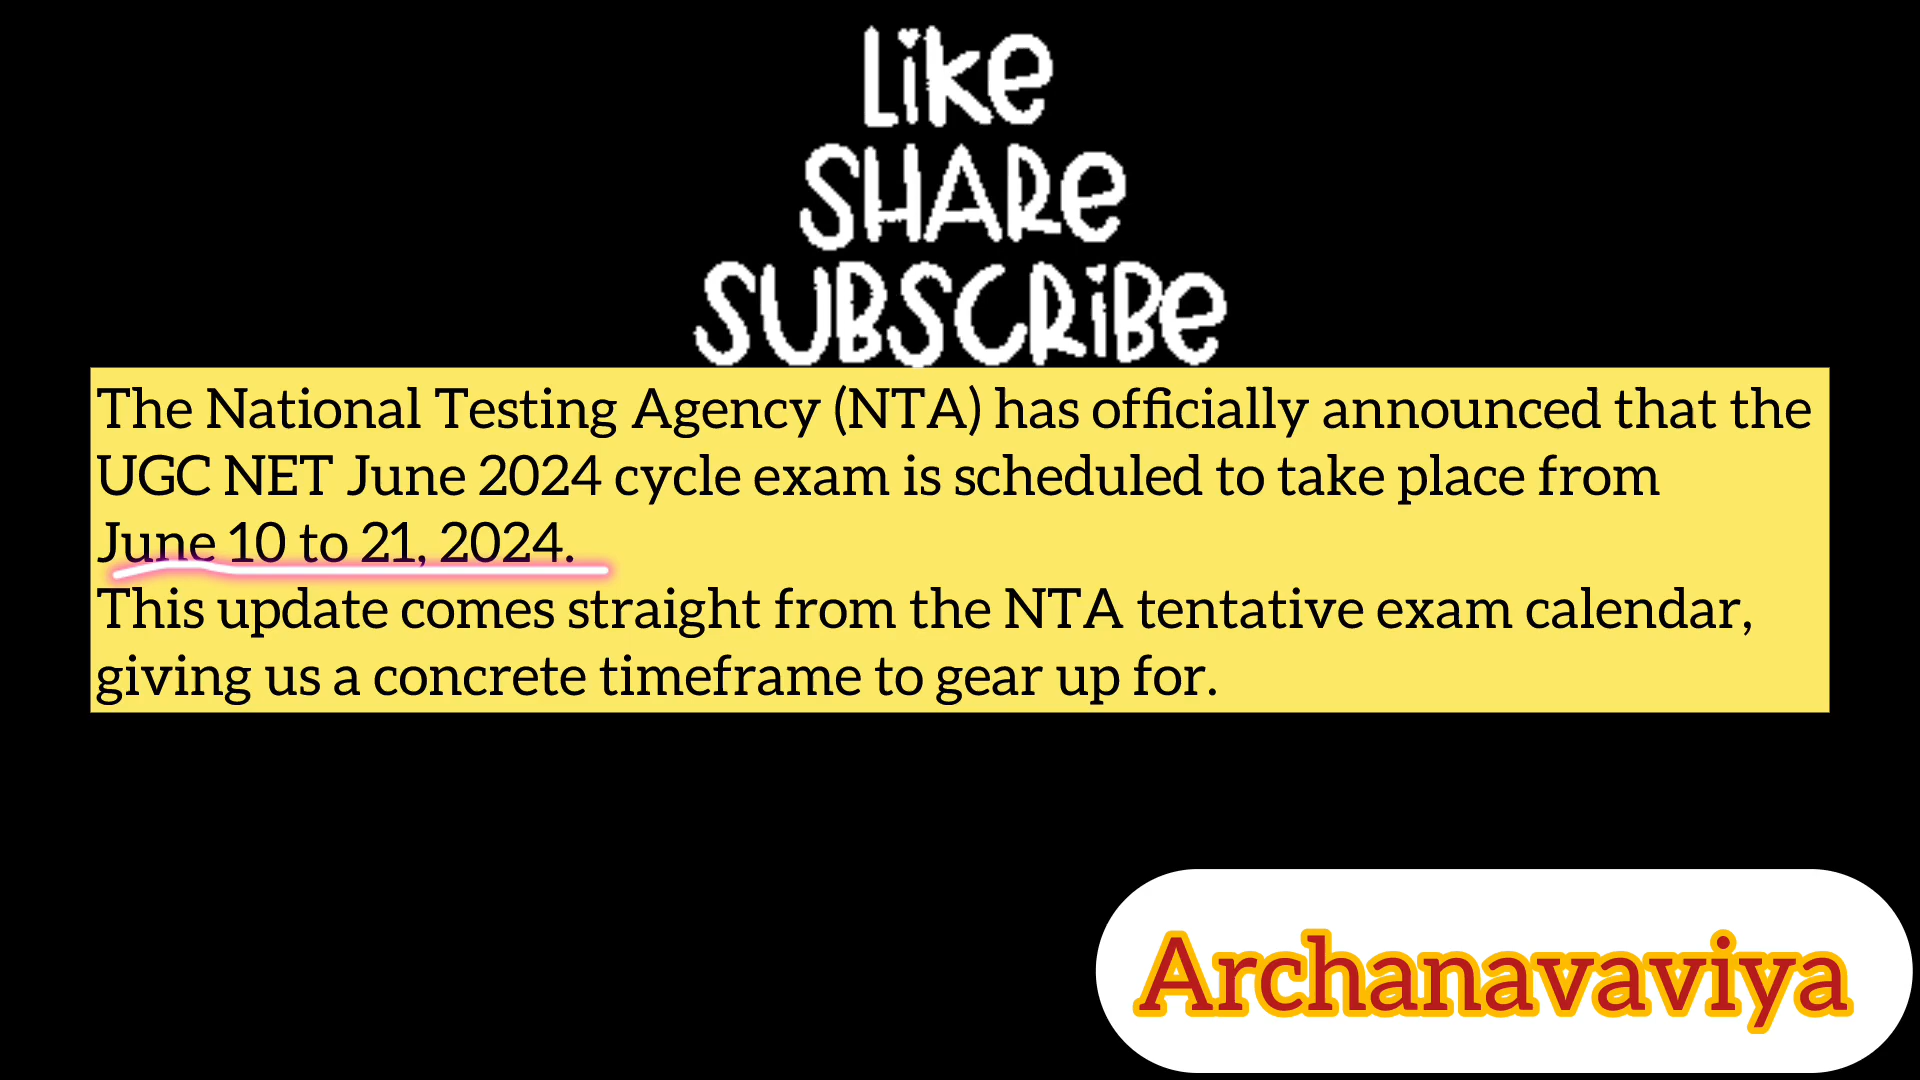 Like
SHARe
SUBSCRiBe
The National Testing Agency (NTA) has officially announced that the
UGC NET June 2024 cycle exam is scheduled to take place from
June 10 to 21, 2024.
This update comes straight from the NTA tentative exam calendar,
giving us a concrete timeframe to gear up for.
Archanavaviya